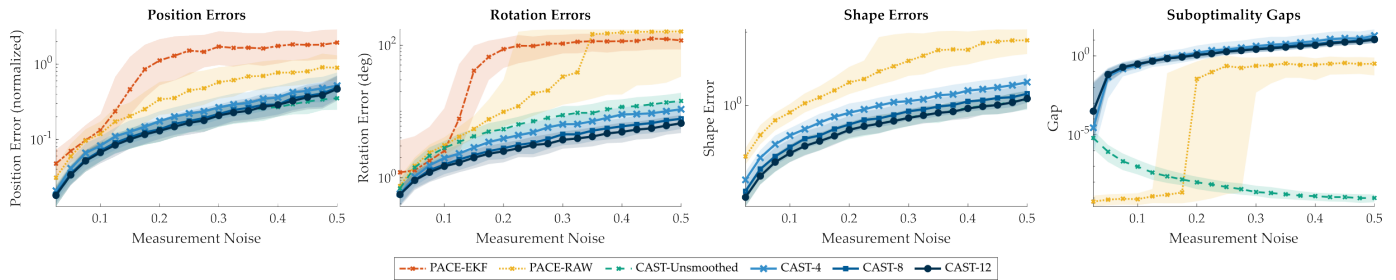 Position Errors
Position Error (normalized)
10^0
10^-1
0.1 0.2 0.3 0.4 0.5
Measurement Noise
Rotation Errors
Rotation Error (deg)
10^2
10^0
0.1 0.2 0.3 0.4 0.5
Measurement Noise
Shape Errors
Shape Error
10^0
0.1 0.2 0.3 0.4 0.5
Measurement Noise
Suboptimality Gaps
Gap
10^0
10^-5
0.1 0.2 0.3 0.4 0.5
Measurement Noise
PACE-EKF PACE-RAW CAST-Unsmoothed CAST-4 CAST-8 CAST-12